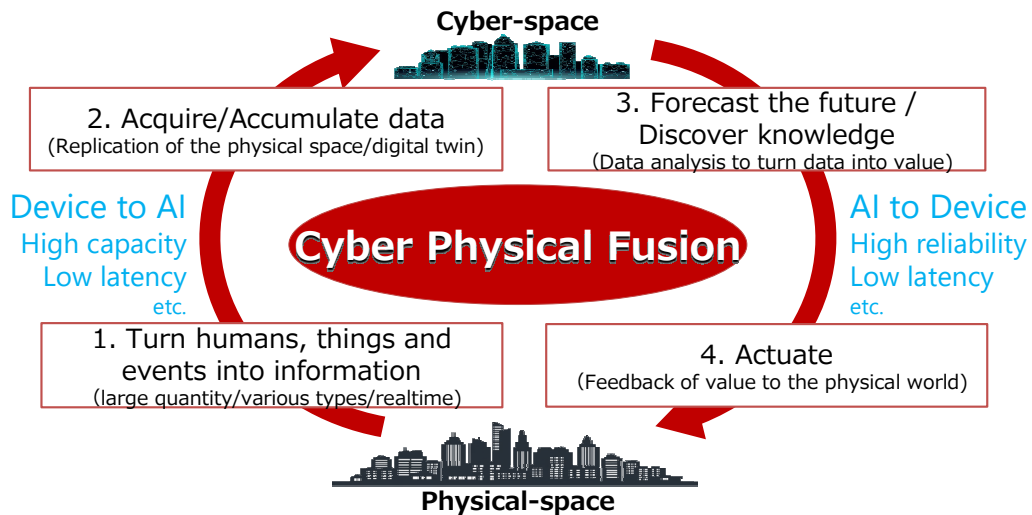 Cyber-space
2. Acquire/Accumulate data
(Replication of the physical space/digital twin)
3. Forecast the future /
Discover knowledge
(Data analysis to turn data into value)
Device to AI
High capacity
Low latency
etc.
Cyber Physical Fusion
AI to Device
High reliability
Low latency
etc.
1. Turn humans, things and
events into information
(large quantity/various types/realtime)
4. Actuate
(Feedback of value to the physical world)
Physical-space